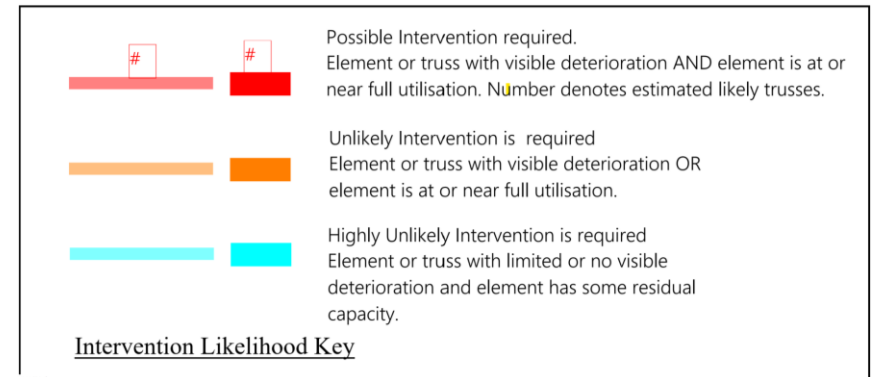 #
#
Possible Intervention required.
Element or truss with visible deterioration AND element is at or
near full utilisation. Number denotes estimated likely trusses.
Unlikely Intervention is required
Element or truss with visible deterioration OR
element is at or near full utilisation.
Highly Unlikely Intervention is required
Element or truss with limited or no visible
deterioration and element has some residual
capacity.
Intervention Likelihood Key